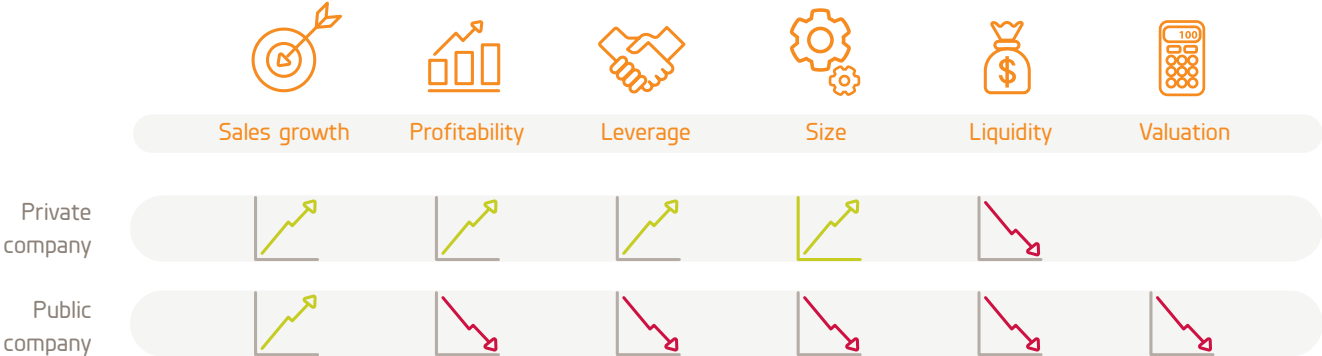 100
$
Sales growth Profitability Leverage Size Liquidity Valuation
Private
company
Public
company